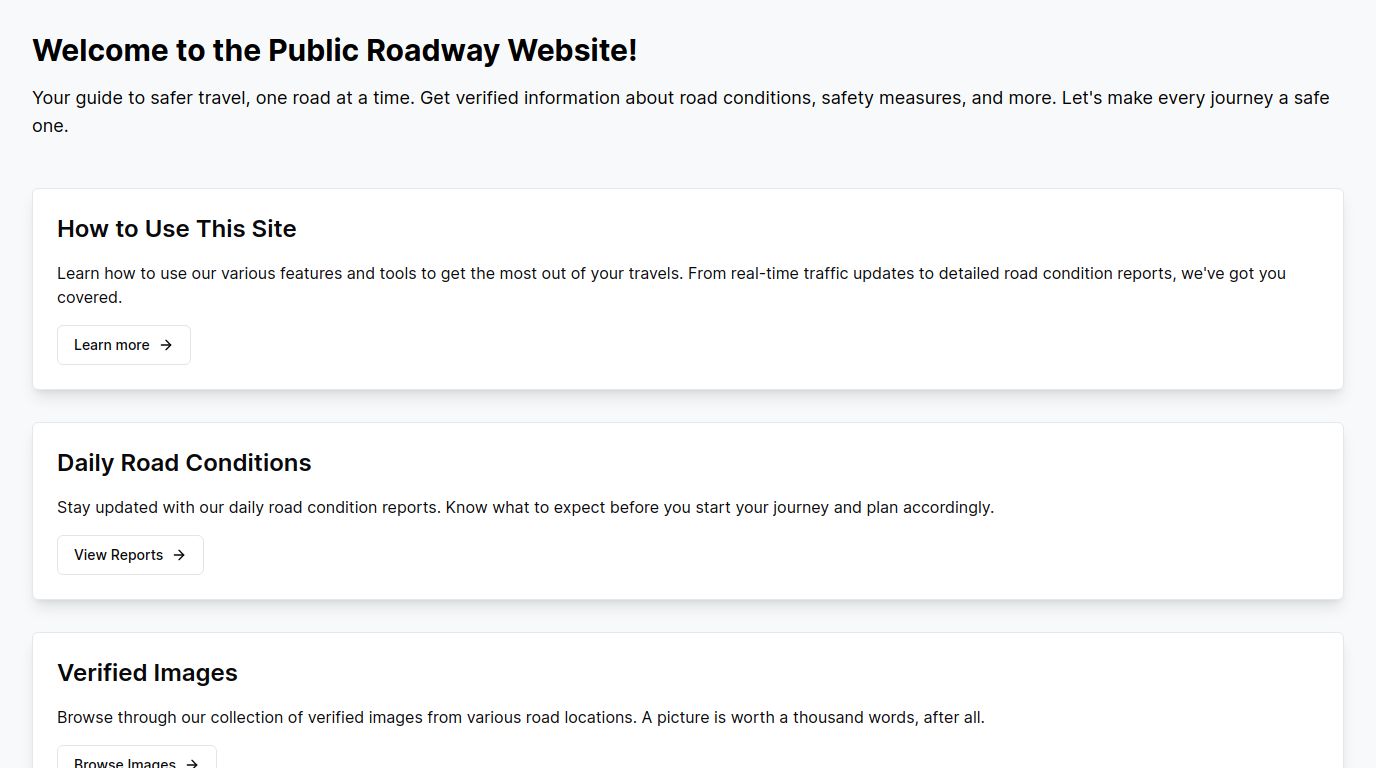 Welcome to the Public Roadway Website!
Your guide to safer travel, one road at a time. Get verified information about road conditions, safety measures, and more. Let's make every journey a safe
one.
How to Use This Site
Learn how to use our various features and tools to get the most out of your travels. From real-time traffic updates to detailed road condition reports, we've got you
covered.
Learn more
Daily Road Conditions
Stay updated with our daily road condition reports. Know what to expect before you start your journey and plan accordingly.
View Reports
Verified Images
Browse through our collection of verified images from various road locations. A picture is worth a thousand words, after all.
Browse Images